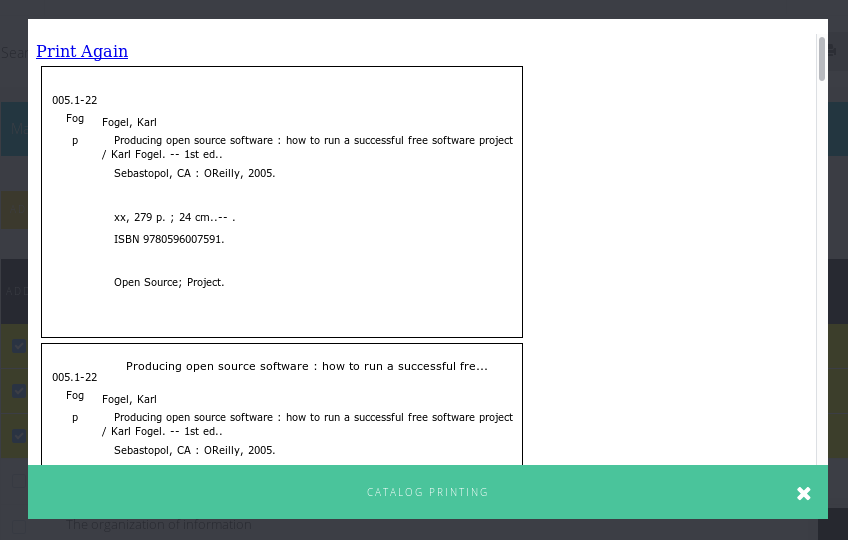 Print Again
005.1-22
Fog
Fogel, Karl
p
Producing open source software : how to run a successful free software project
/ Karl Fogel. -- 1st ed..
Sebastopol, CA : OReilly, 2005.
xx, 279 p. ; 24 cm..-- .
ISBN 9780596007591.
Open Source; Project.
Producing open source software : how to run a successful fre...
005.1-22
Fog
Fogel, Karl
p
Producing open source software : how to run a successful free software project
/ Karl Fogel. -- 1st ed..
Sebastopol, CA : OReilly, 2005.
CATALOG PRINTING
The organization of information